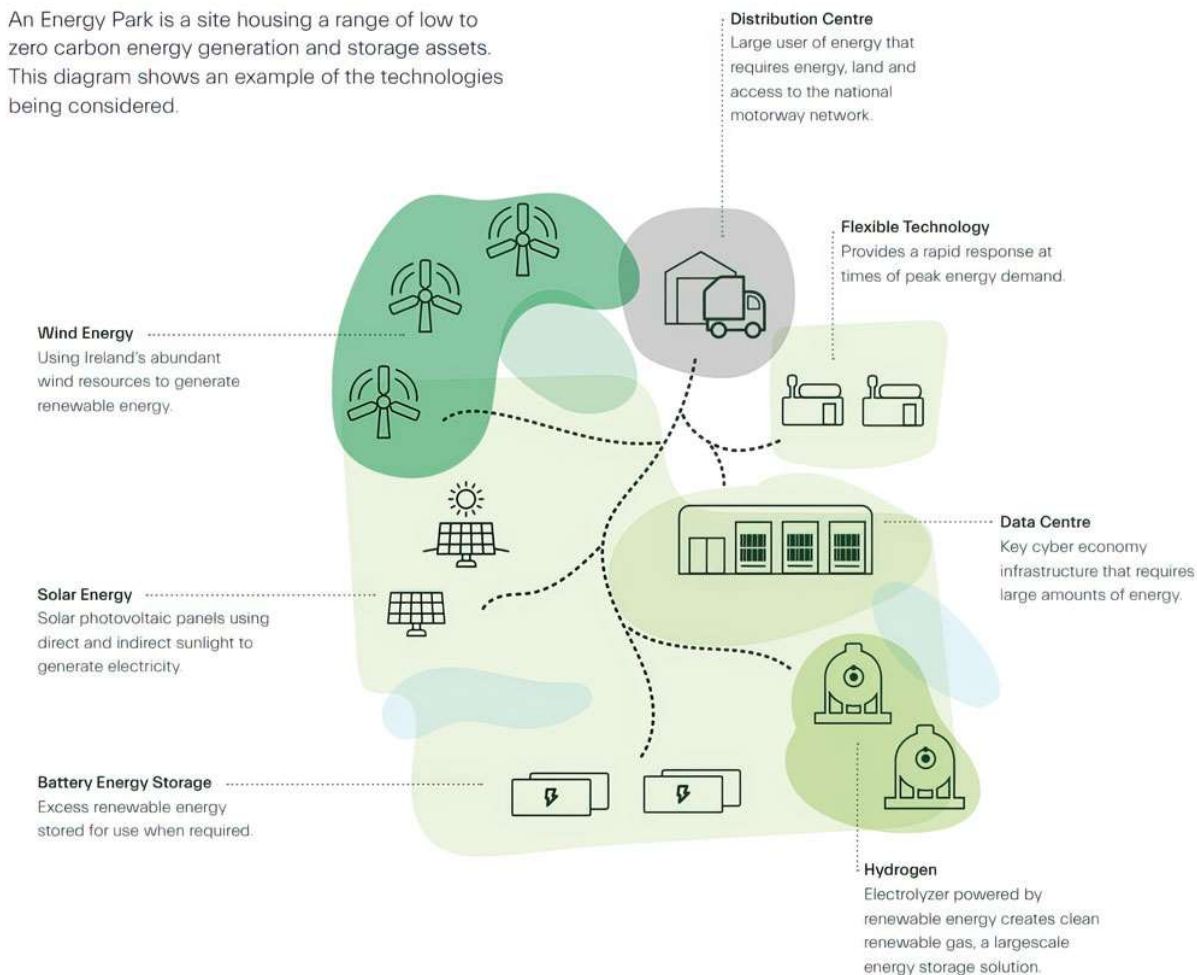 An Energy Park is a site housing a range of low to
zero carbon energy generation and storage assets.
This diagram shows an example of the technologies
being considered.
Distribution Centre
Large user of energy that
requires energy, land and
access to the national
motorway network.
Flexible Technology
Provides a rapid response at
times of peak energy demand.
Wind Energy
Using Ireland's abundant
wind resources to generate
renewable energy.
Data Centre
Key cyber economy
infrastructure that requires
large amounts of energy.
Solar Energy
Solar photovoltaic panels using
direct and indirect sunlight to
generate electricity.
Battery Energy Storage
Excess renewable energy
stored for use when required.
Hydrogen
Electrolyzer powered by
renewable energy creates clean
renewable gas, a largescale
energy storage solution.